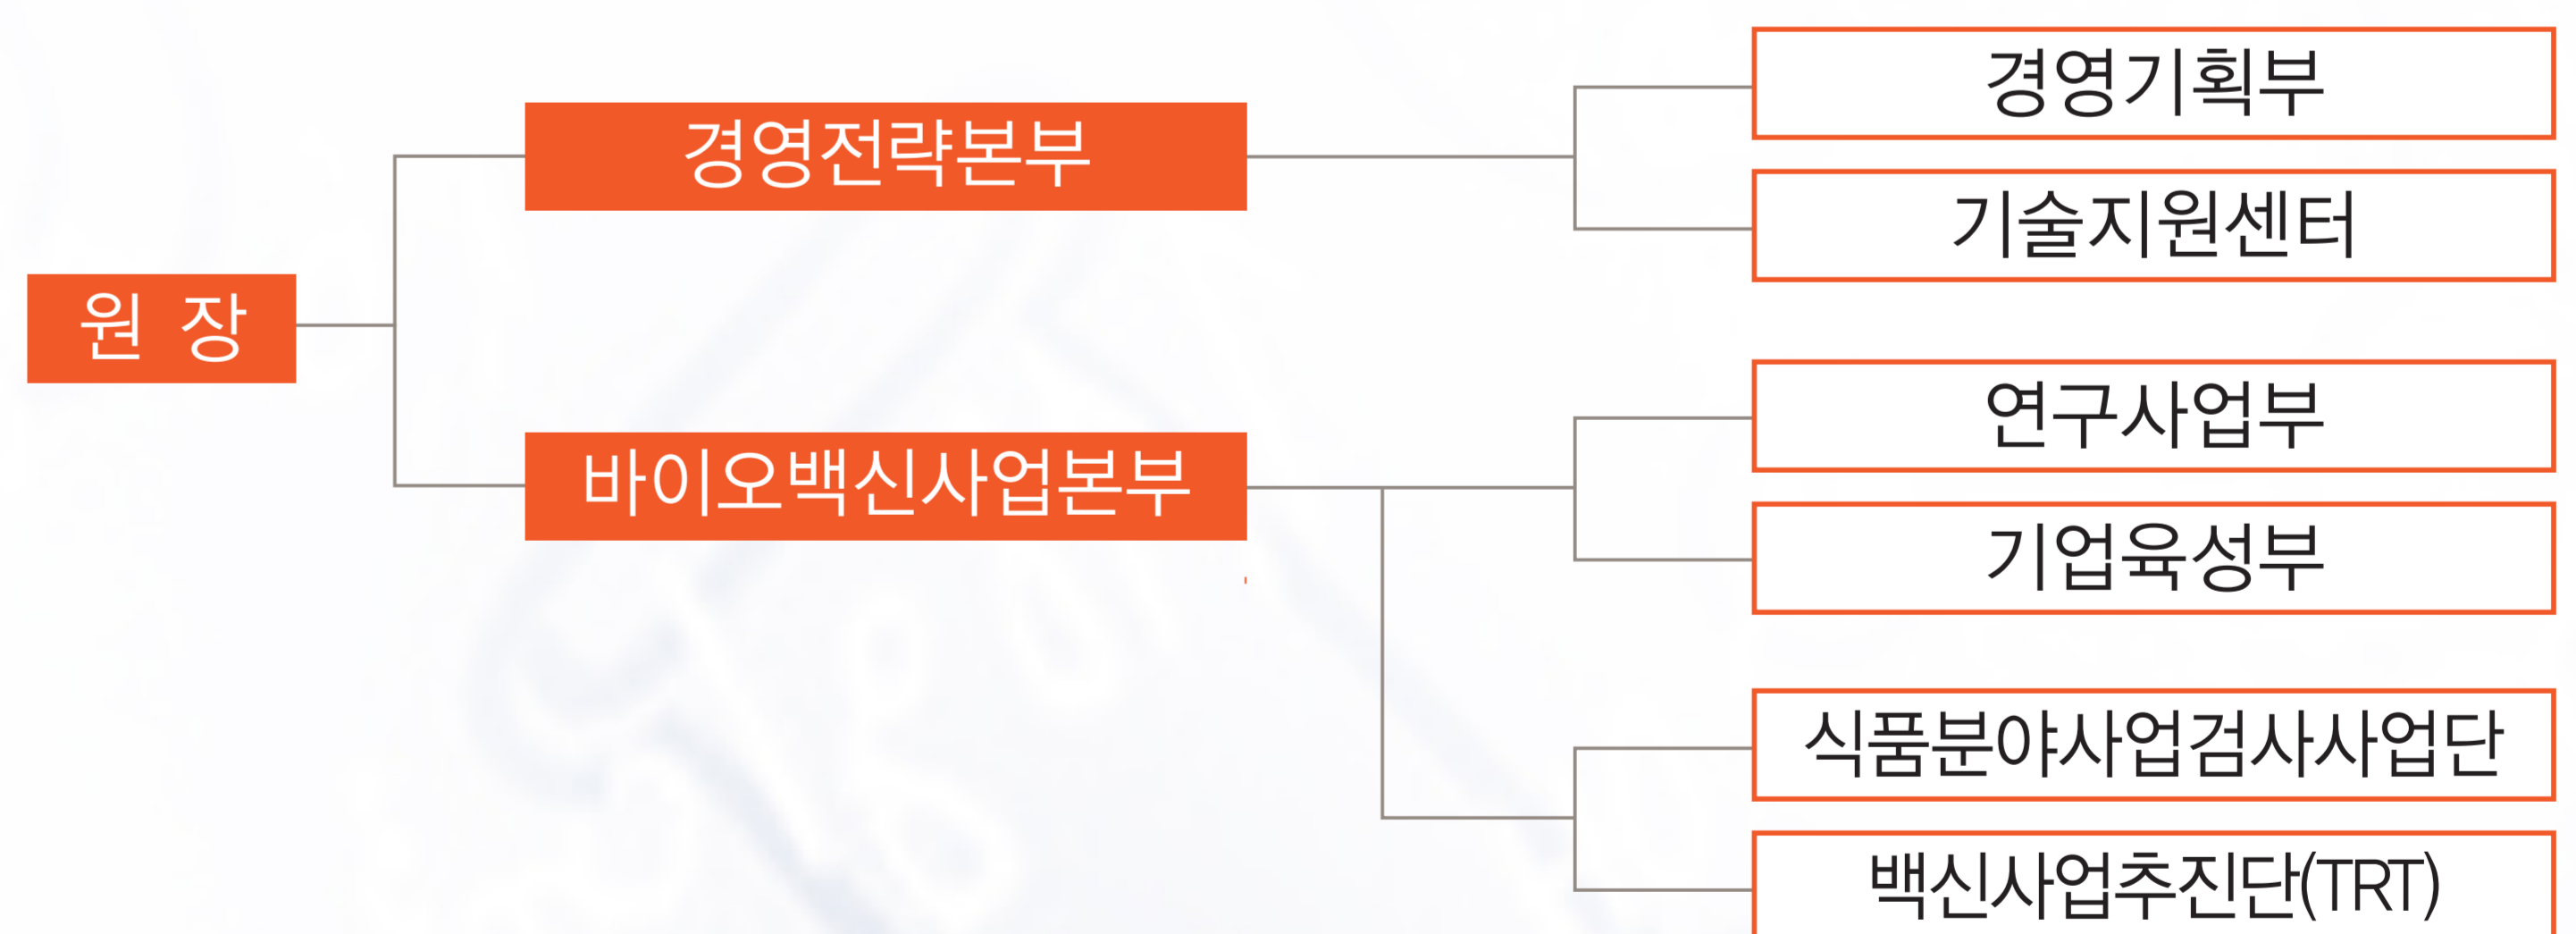 원 장
경영전략본부
바이오백신사업본부
경영기획부
기술지원센터
연구사업부
기업육성부
식품분야사업검사사업단
백신사업추진단(TRT)